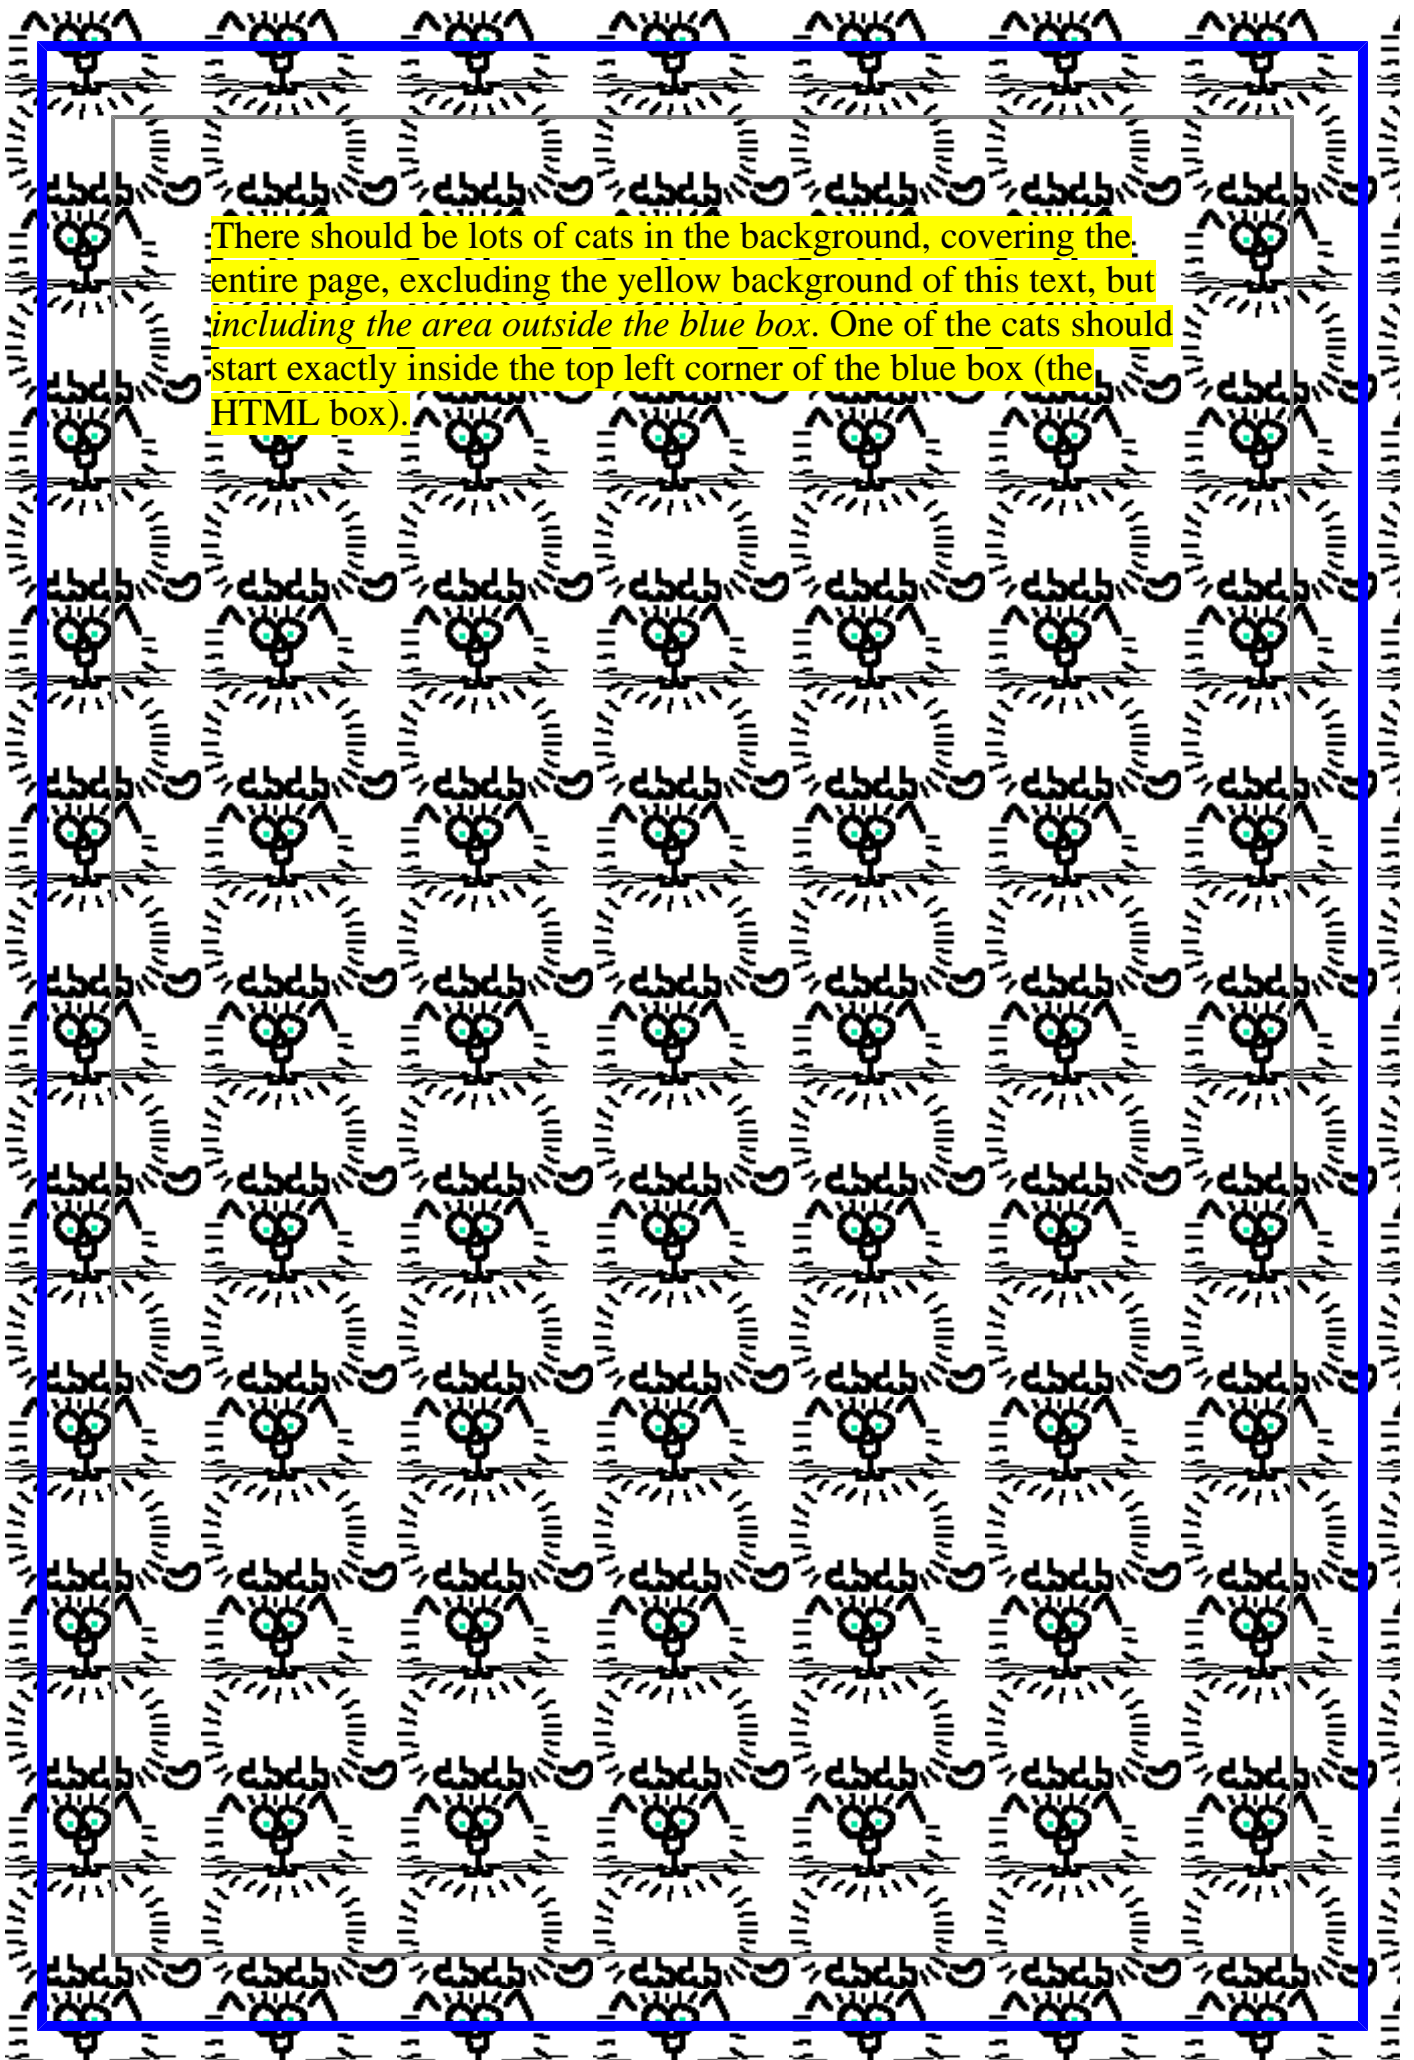 There should be lots of cats in the background, covering the
entire page, excluding the yellow background of this text, but
including the area outside the blue box. One of the cats should
start exactly inside the top left corner of the blue box (the
HTML box).